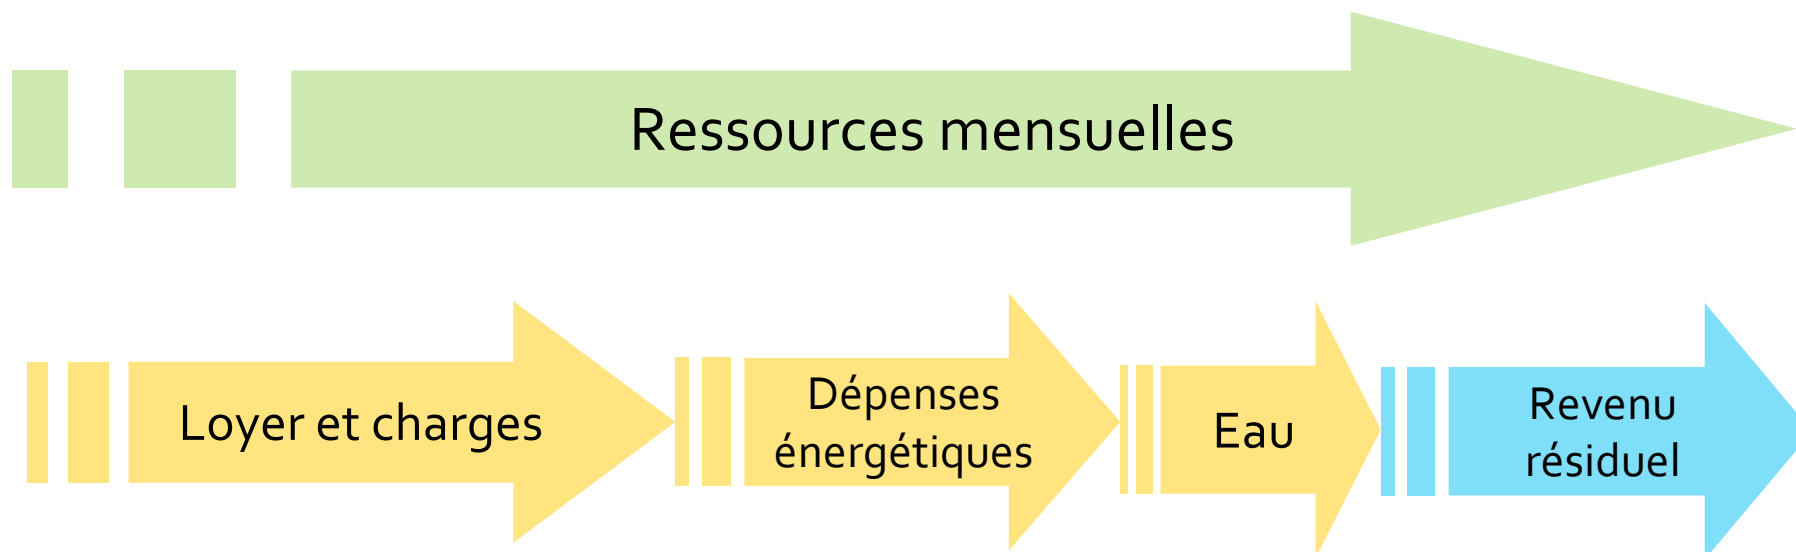 Ressources mensuelles
Loyer et charges
Dépenses
énergétiques
Eau
Revenu
résiduel